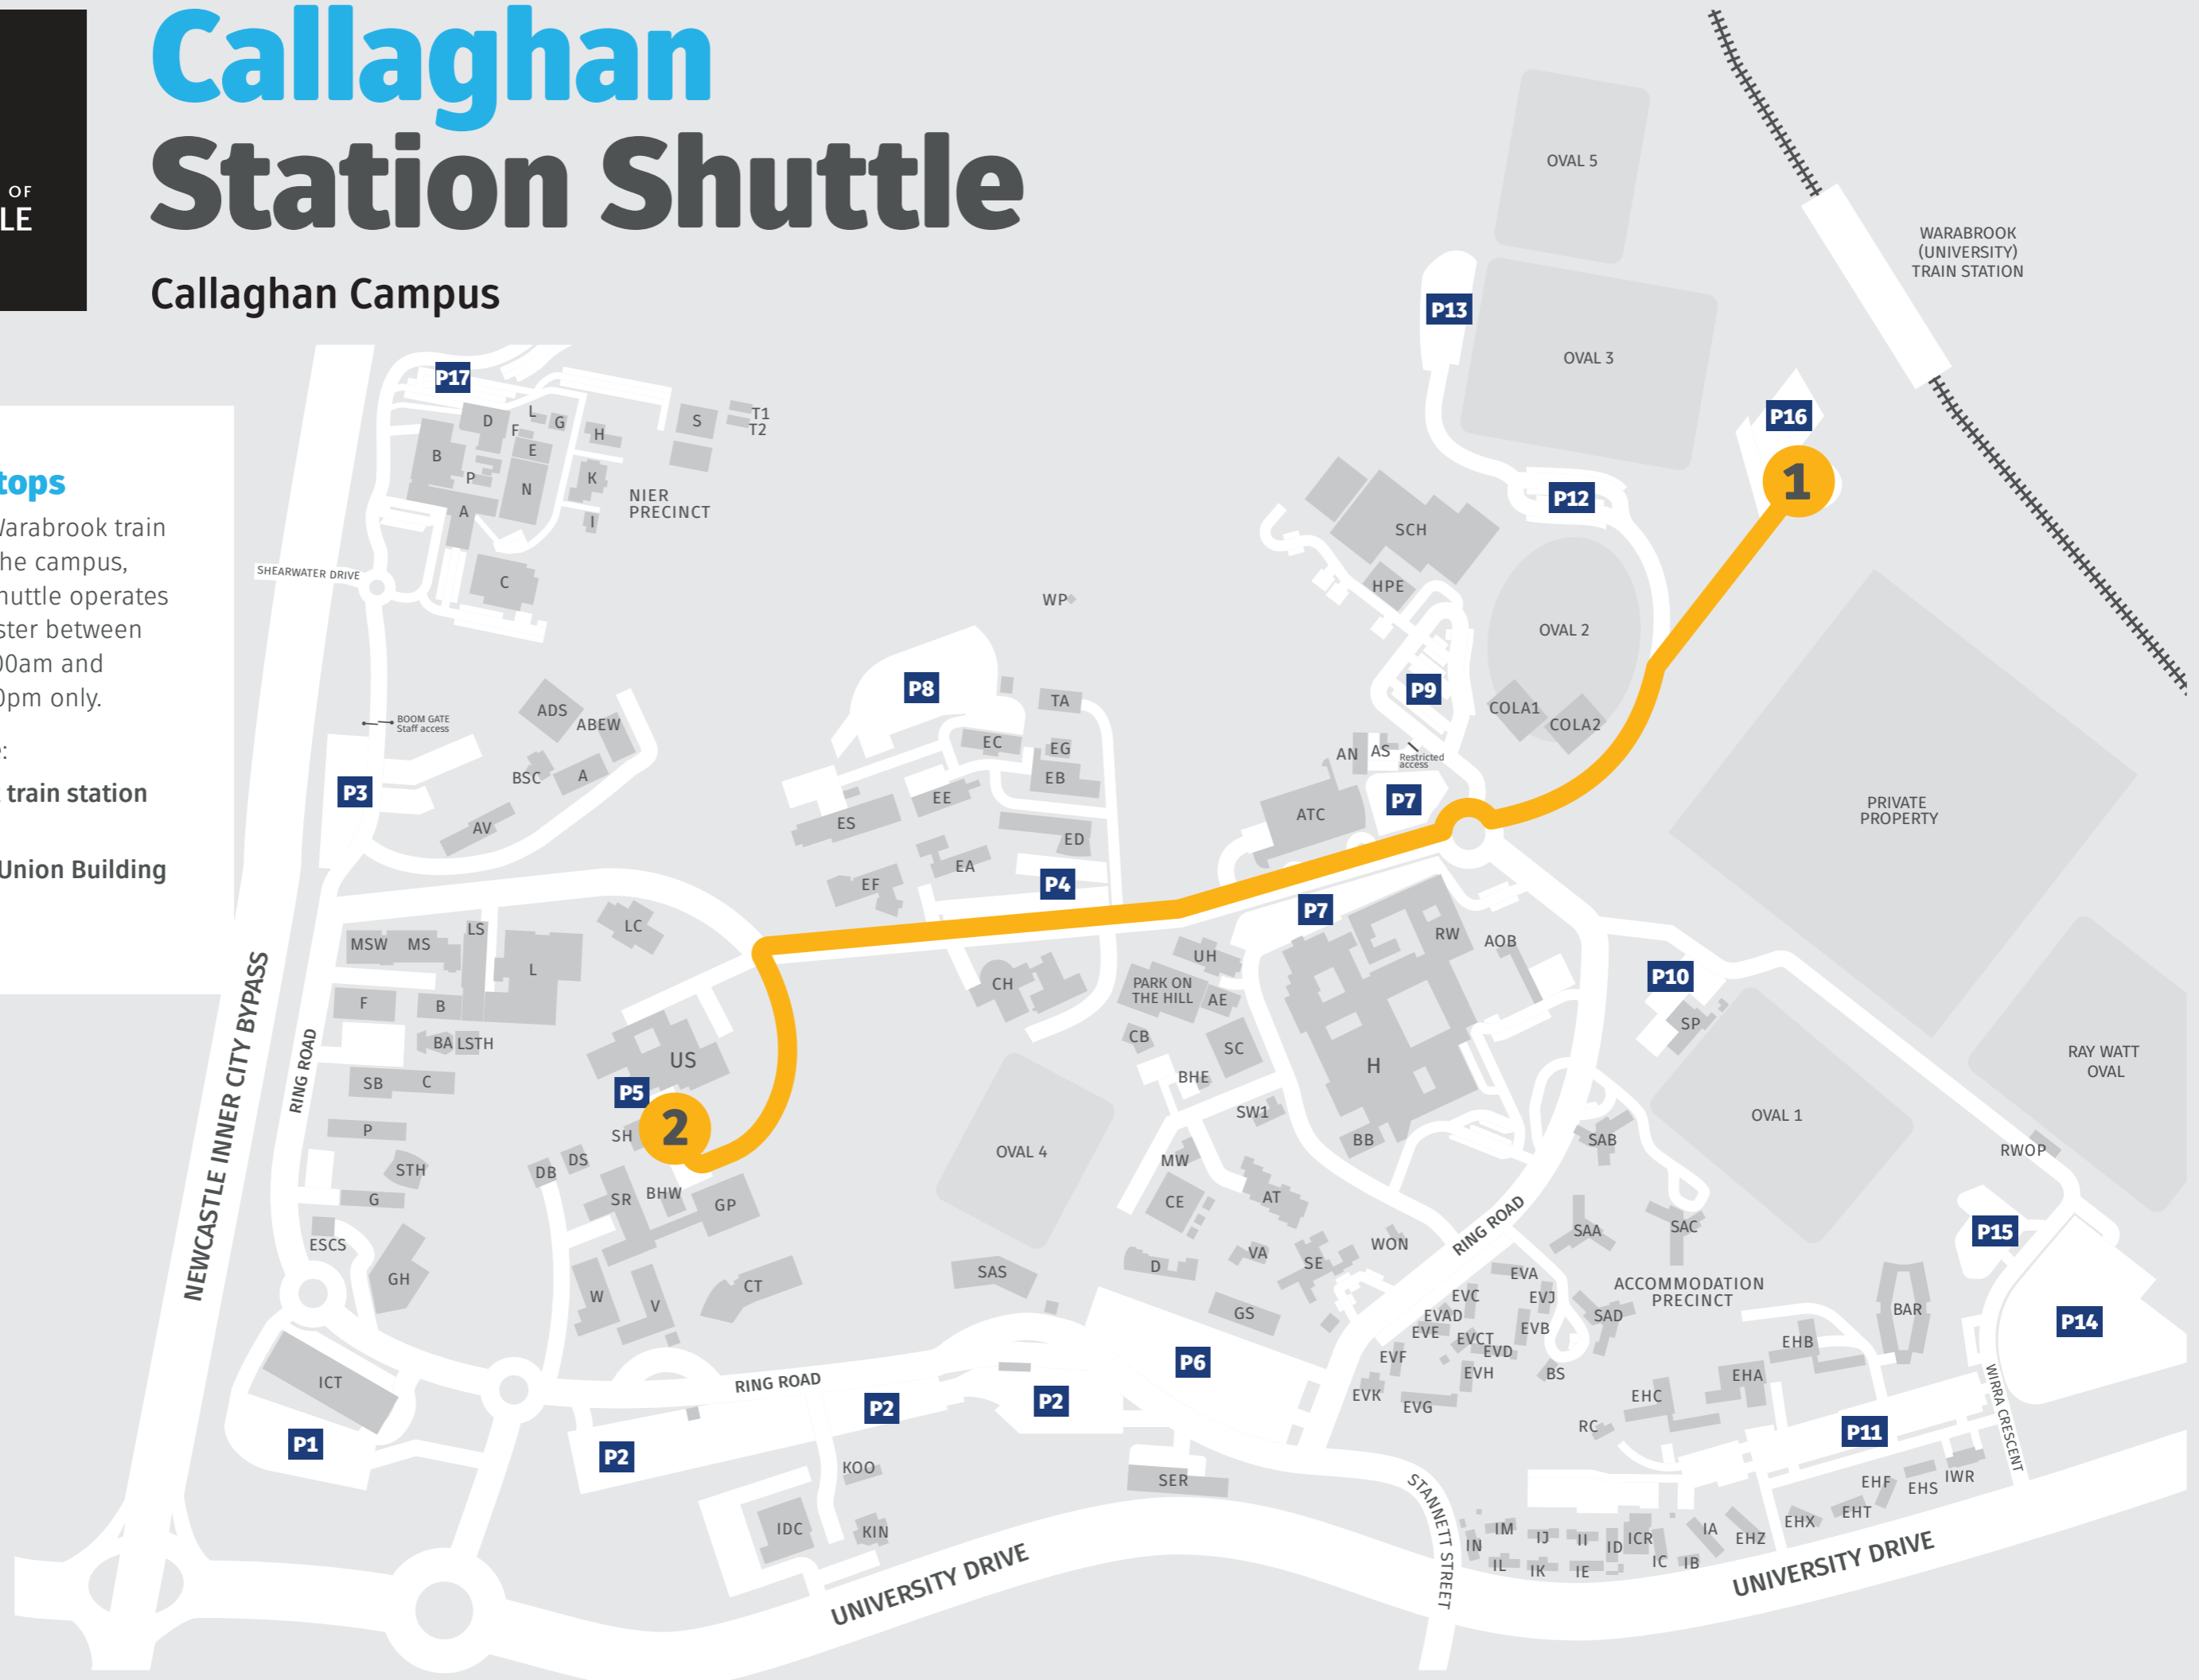 OF
LE
Callaghan
Station Shuttle
Callaghan Campus
tops
Warabrook train
he campus,
huttle operates
ster between
00am and
0pm only.
e:
train station
Union Building
OVAL 5
WARABROOK
(UNIVERSITY)
TRAIN STATION
P13
OVAL 3
P16
1
P12
P17
D
L
F
G
H
S
T1
T2
B
E
P
N
K
A
I
NIER
PRECINCT
C
SHEARWATER DRIVE
SCH
HPE
WP
OVAL 2
COLA1
COLA2
P9
P8
TA
ADS
ABEW
BOOM GATE
Staff access
EC
EG
EB
AN
AS
Restricted
access
BSC
A
P3
EE
P7
PRIVATE
PROPERTY
ES
AV
ATC
ED
EA
EF
P4
P7
LC
LS
MSW
MS
L
RW
AOB
UH
P10
CH
PARK ON
THE HILL
AE
F
B
SP
CB
BA
LSTH
SC
US
H
RAY WATT
OVAL
BHE
SB
C
P5
2
SW1
OVAL 1
P
SH
BB
SAB
OVAL 4
RWOP
STH
DS
DB
MW
G
SR
BHW
GP
CE
AT
RING ROAD
NEWCASTLE INNER CITY BYPASS
ESCS
SAA
SAC
P15
WON
RING ROAD
GH
VA
SE
D
SAS
CT
EVA
ACCOMMODATION
PRECINCT
W
V
EVC
EVJ
BAR
GS
EVAD
SAD
P14
EVE
EVCT
EVB
EHB
EVF
EVD
P6
ICT
RING ROAD
EVH
BS
EHA
EVK
EVG
EHC
P2
P2
RC
P11
WIRRA CRESCENT
P1
P2
KOO
SER
EHF
IWR
EHS
STANNETT STREET
EHT
IDC
KIN
IM
IJ
II
ID
ICR
IA
EHZ
EHX
IN
IL
IK
IE
IC
IB
UNIVERSITY DRIVE
UNIVERSITY DRIVE